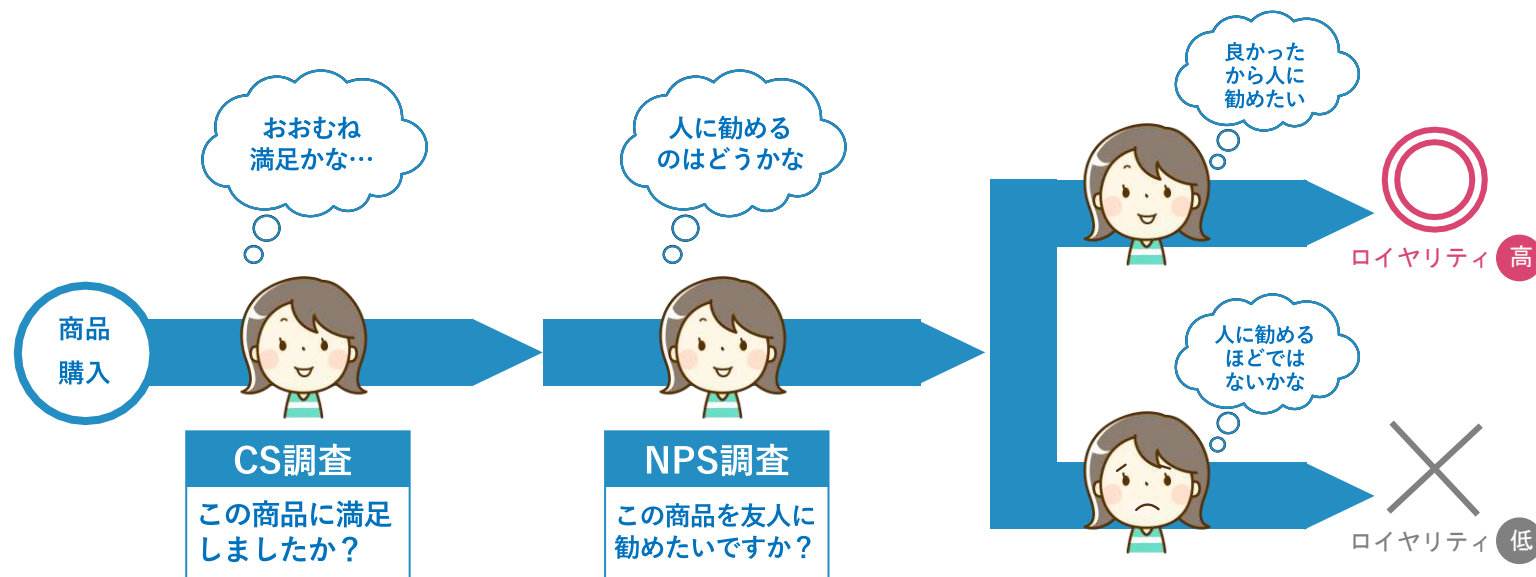 商品
購入
おおむね
満足かな…
CS調査
この商品に満足
しましたか？
人に勧める
のはどうかな
NPS調査
この商品を友人に
勧めたいですか？
良かった
から人に
勧めたい
ロイヤリティ 高
人に勧める
ほどでは
ないかな
ロイヤリティ 低